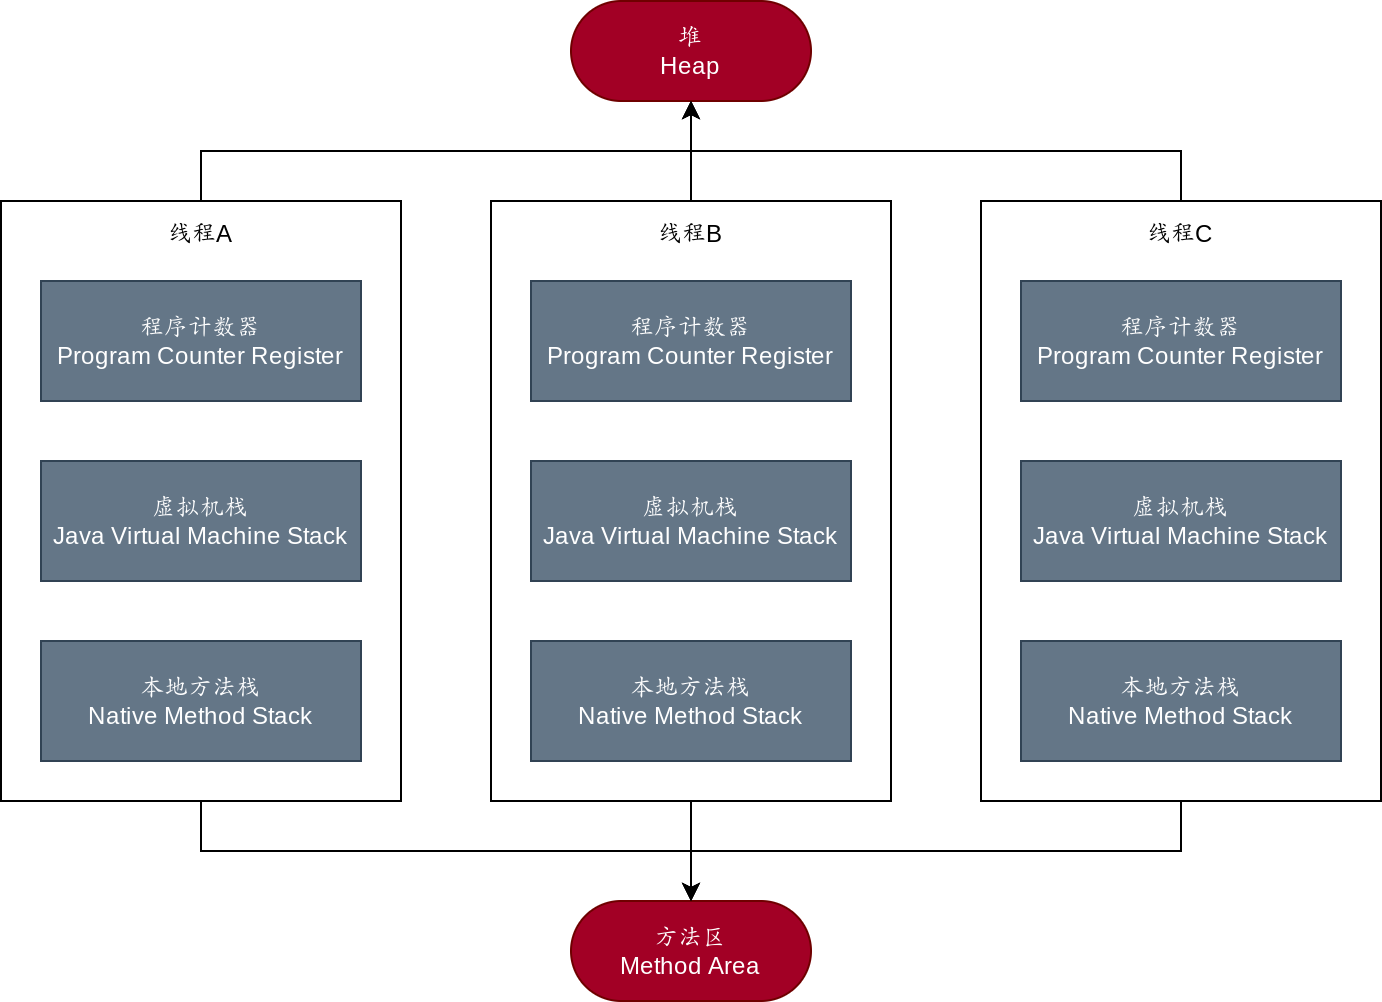 堆
Heap
线程A
程序计数器
Program Counter Register
虚拟机栈
Java Virtual Machine Stack
本地方法栈
Native Method Stack
线程B
程序计数器
Program Counter Register
虚拟机栈
Java Virtual Machine Stack
本地方法栈
Native Method Stack
线程C
程序计数器
Program Counter Register
虚拟机栈
Java Virtual Machine Stack
本地方法栈
Native Method Stack
方法区
Method Area